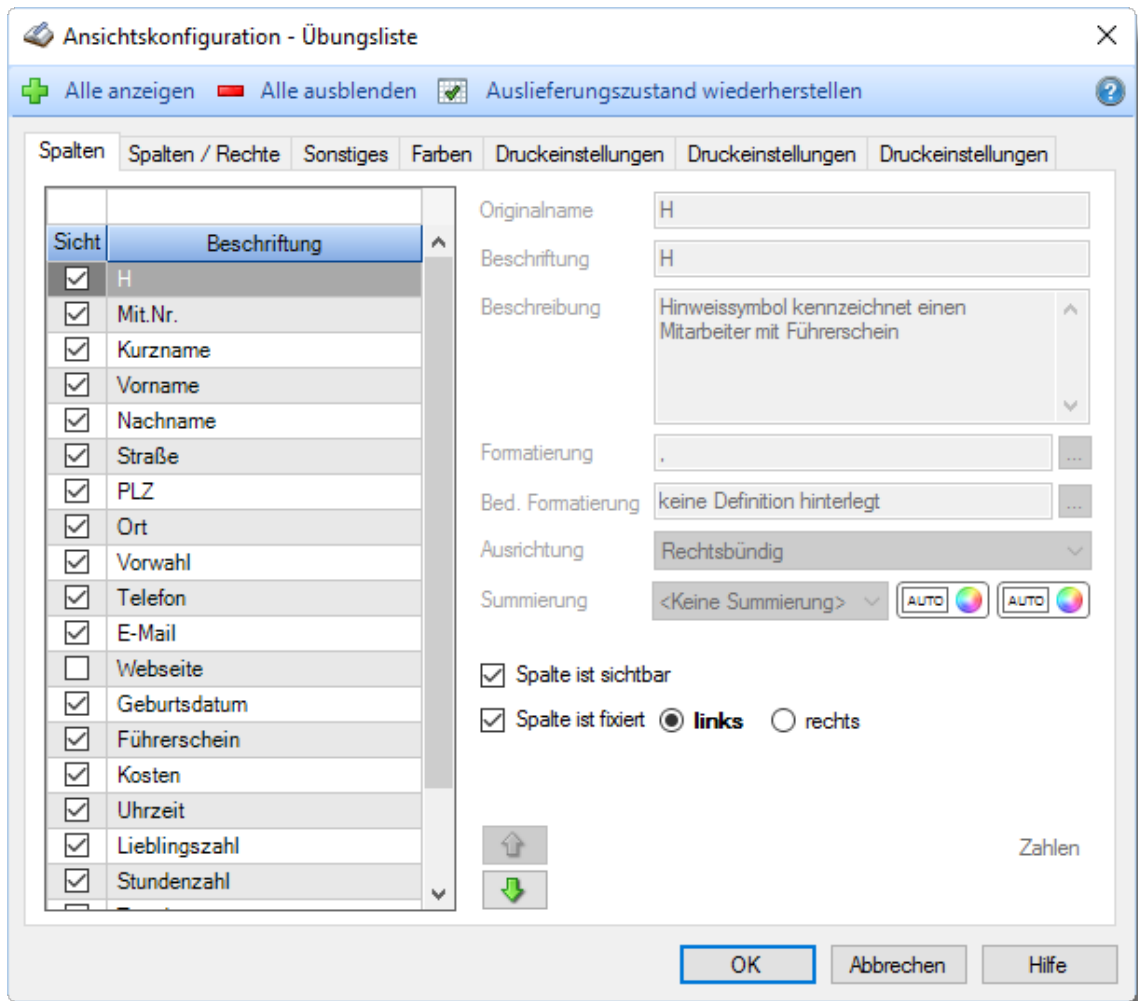 Ansichtskonfiguration - Übungsliste
Alle anzeigen Alle ausblenden Auslieferungszustand wiederherstellen
Spalten Spalten / Rechte Sonstiges Farben Druckeinstellungen Druckeinstellungen Druckeinstellungen
Sicht Beschriftung
H
Mit.Nr.
Kurzname
Vorname
Nachname
Straße
PLZ
Ort
Vorwahl
Telefon
E-Mail
Webseite
Geburtsdatum
Führerschein
Kosten
Uhrzeit
Lieblingszahl
Stundenzahl
Originalname H
Beschriftung H
Beschreibung Hinweissymbol kennzeichnet einen
Mitarbeiter mit Führerschein
Formatierung , ...
Bed. Formatierung keine Definition hinterlegt ...
Ausrichtung Rechtsbündig
Summierung <Keine Summierung> AUTO AUTO
Spalte ist sichtbar
Spalte ist fixiert links rechts
Zahlen
OK Abbrechen Hilfe